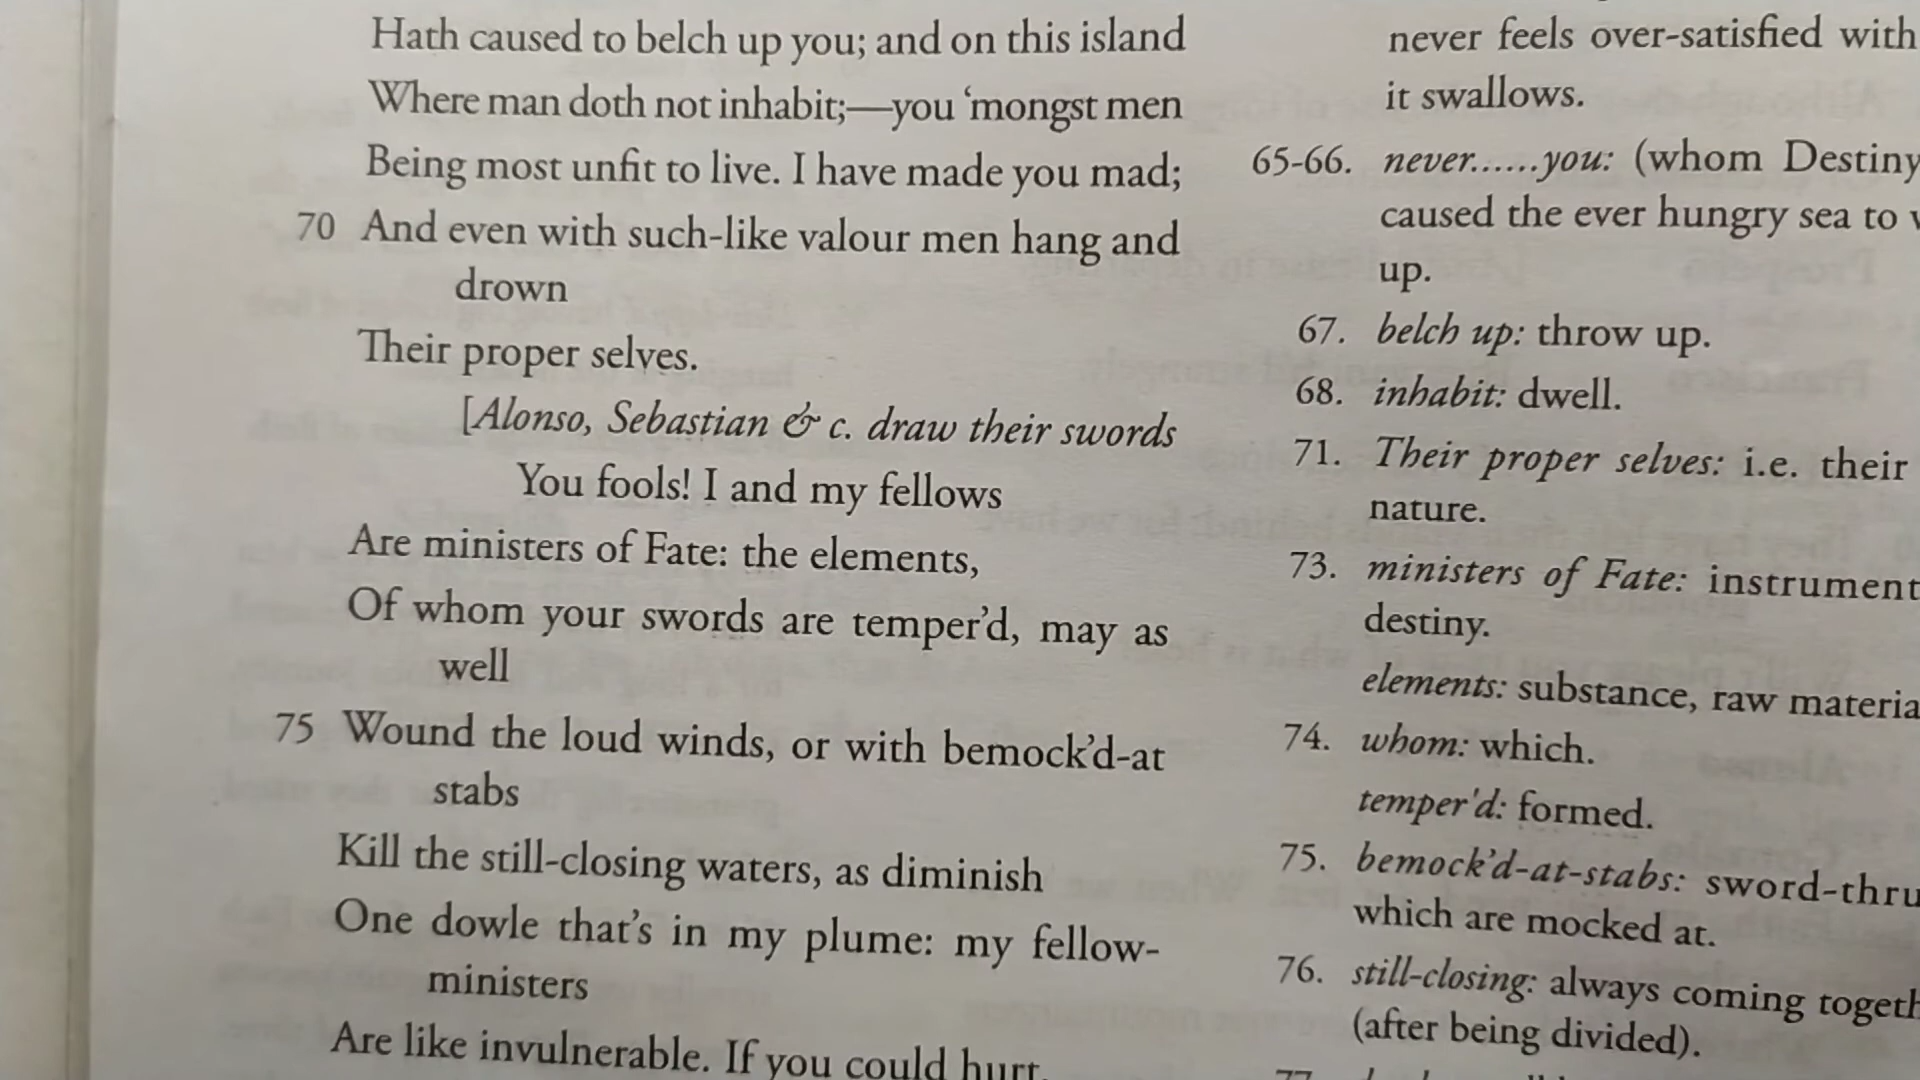 Hath caused to belch up you; and on this island
Where man doth not inhabit;—you ‘mongst men
Being most unfit to live. I have made you mad;
70 And even with such-like valour men hang and
drown
Their proper selves.
[Alonso, Sebastian & c. draw their swords
You fools! I and my fellows
Are ministers of Fate: the elements,
Of whom your swords are temper’d, may as
well
75 Wound the loud winds, or with bemock’d-at
stabs
Kill the still-closing waters, as diminish
One dowle that’s in my plume: my fellow-
ministers
Are like invulnerable. If you could hurt,
never feels over-satisfied with
it swallows.
65-66. never......you: (whom Destiny
caused the ever hungry sea to
up.
67. belch up: throw up.
68. inhabit: dwell.
71. Their proper selves: i.e. their
nature.
73. ministers of Fate: instrument
destiny.
elements: substance, raw materia
74. whom: which.
temper'd: formed.
75. bemock’d-at-stabs: sword-thru
which are mocked at.
76. still-closing: always coming togeth
(after being divided).